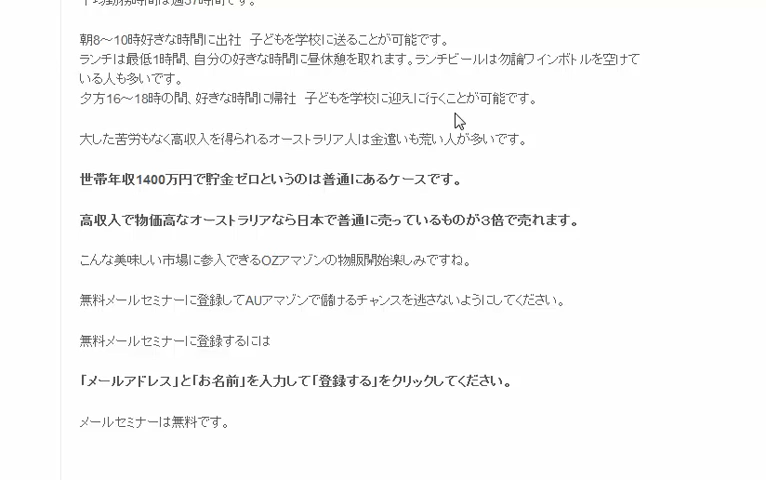 平均勤務時間は週37時間です。
朝8～10時好きな時間に出社 子どもを学校に送ることが可能です。
ランチは最低1時間、自分の好きな時間に昼休憩を取れます。ランチビールは勿論ワインボトルを空けて
いる人も多いです。
夕方16～18時の間、好きな時間に帰社 子どもを学校に迎えに行くことが可能です。
大した苦労もなく高収入を得られるオーストラリア人は金遣いも荒い人が多いです。
世帯年収1400万円で貯金ゼロというのは普通にあるケースです。
高収入で物価高なオーストラリアなら日本で普通に売っているものが３倍で売れます。
こんな美味しい市場に参入できるOZアマゾンの物販開始楽しみですね。
無料メールセミナーに登録してAUアマゾンで儲けるチャンスを逃さないようにしてください。
無料メールセミナーに登録するには
「メールアドレス」と「お名前」を入力して「登録する」をクリックしてください。
メールセミナーは無料です。